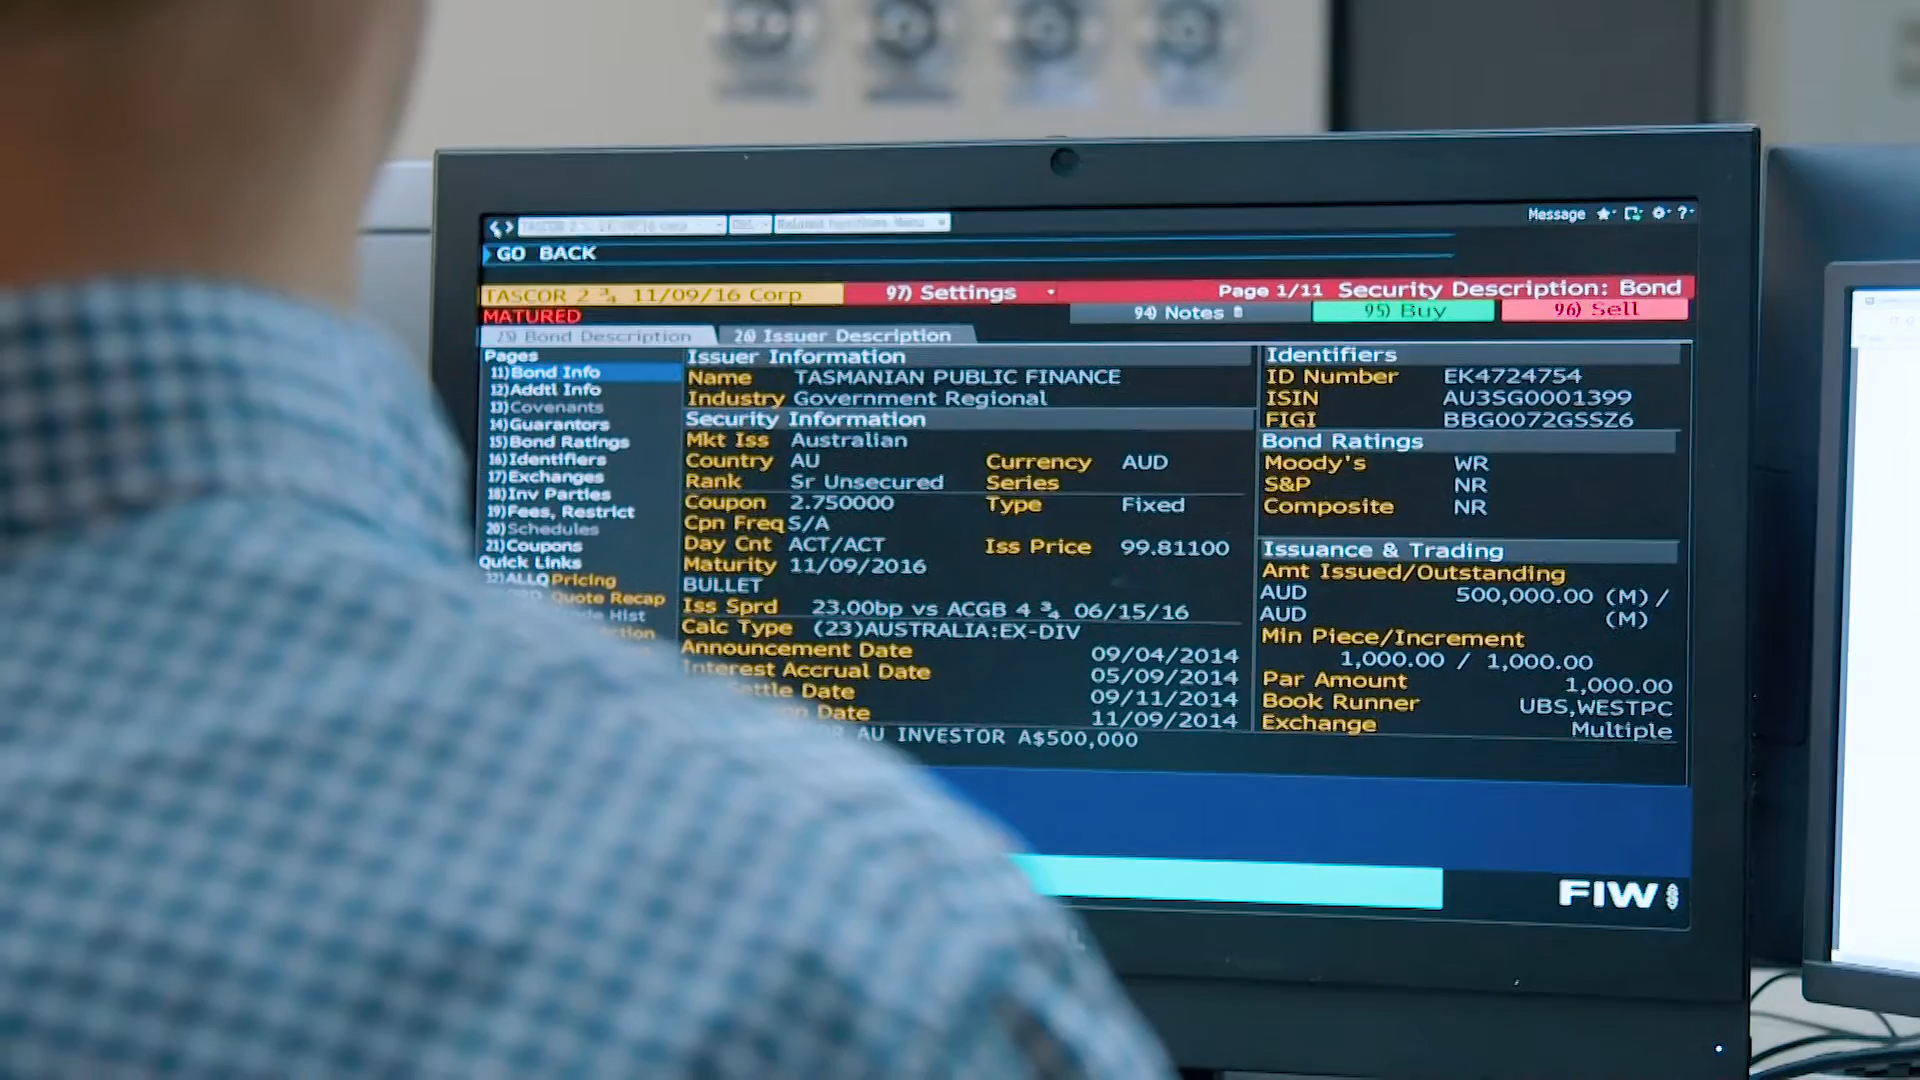 Message ?
GO BACK
TASCOR 2 ¾ 11/09/16 Corp 97) Settings Page 1/11 Security Description: Bond
MATURED 94) Notes 95) Buy 96) Sell
25) Bond Description 26) Issuer Description
Pages
11)Bond Info
12)Addtl Info
13)Covenants
14)Guarantors
15)Bond Ratings
16)Identifiers
17)Exchanges
18)Inv Parties
19)Fees, Restrict
20)Schedules
21)Coupons
Quick Links
32)ALLQ Pricing
Quote Recap
Hist
Issuer Information
Name TASMANIAN PUBLIC FINANCE
Industry Government Regional
Security Information
Mkt Iss Australian
Country AU Currency AUD
Rank Sr Unsecured Series
Coupon 2.750000 Type Fixed
Cpn Freq S/A
Day Cnt ACT/ACT Iss Price 99.81100
Maturity 11/09/2016
BULLET
Iss Sprd 23.00bp vs ACGB 4 ¾ 06/15/16
Calc Type (23)AUSTRALIA:EX-DIV
Announcement Date 09/04/2014
Interest Accrual Date 05/09/2014
Date 09/11/2014
Date 11/09/2014
AU INVESTOR A$500,000
Identifiers
ID Number EK4724754
ISIN AU3SG0001399
FIGI BBG0072GSSZ6
Bond Ratings
Moody's WR
S&P NR
Composite NR
Issuance & Trading
Amt Issued/Outstanding
AUD 500,000.00 (M) /
AUD (M)
Min Piece/Increment
1,000.00 / 1,000.00
Par Amount 1,000.00
Book Runner UBS,WESTPC
Exchange Multiple
FIW